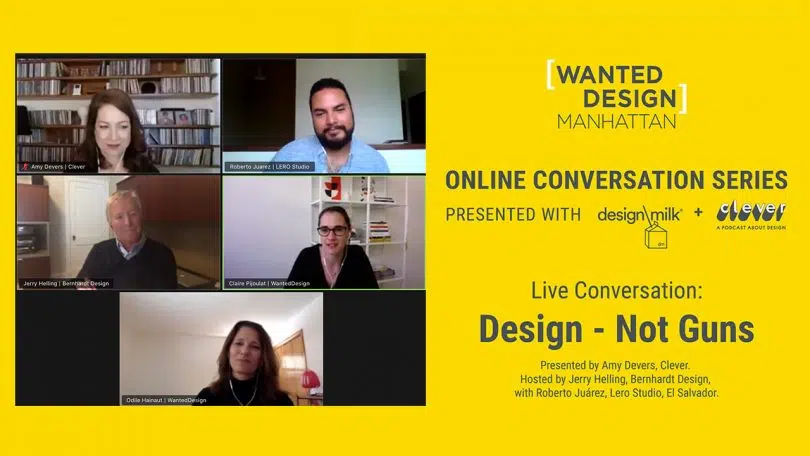 Amy Devers | Clever
Roberto Juarez | LERO Studio
Jerry Helling | Bernhardt Design
Claire Pijoulat | WantedDesign
Odile Hainaut | WantedDesign
[WANTED
DESIGN]
MANHATTAN
ONLINE CONVERSATION SERIES
PRESENTED WITH design\milk® + clever
A PODCAST ABOUT DESIGN
Live Conversation:
Design - Not Guns
Presented by Amy Devers, Clever.
Hosted by Jerry Helling, Bernhardt Design,
with Roberto Juárez, Lero Studio, El Salvador.